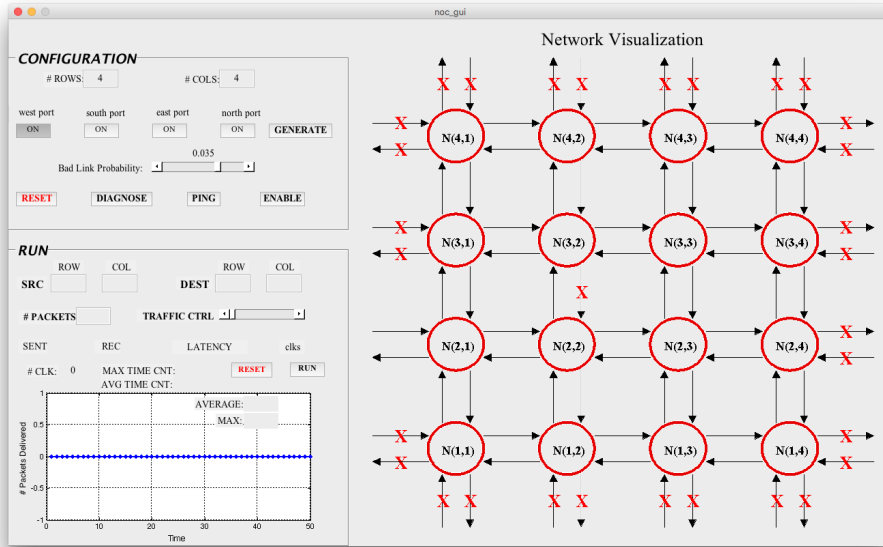 noc_gui
CONFIGURATION
# ROWS: 4 # COLS: 4
west port south port east port north port
ON ON ON ON GENERATE
0.035
Bad Link Probability:
RESET DIAGNOSE PING ENABLE
RUN
ROW COL ROW COL
SRC DEST
# PACKETS TRAFFIC CTRL
SENT REC LATENCY clks
# CLK: 0 MAX TIME CNT: RESET RUN
AVG TIME CNT:
AVERAGE:
MAX:
1
0.5
0
-0.5
-1
# Packets Delivered
0 10 20 30 40 50
Time
Network Visualization
X X X X X X X X
X X
N(4,1) N(4,2) N(4,3) N(4,4)
X X
X X
N(3,1) N(3,2) N(3,3) N(3,4)
X X
X
X
N(2,1) N(2,2) N(2,3) N(2,4)
X
X X
N(1,1) N(1,2) N(1,3) N(1,4)
X X
X X X X X X X X